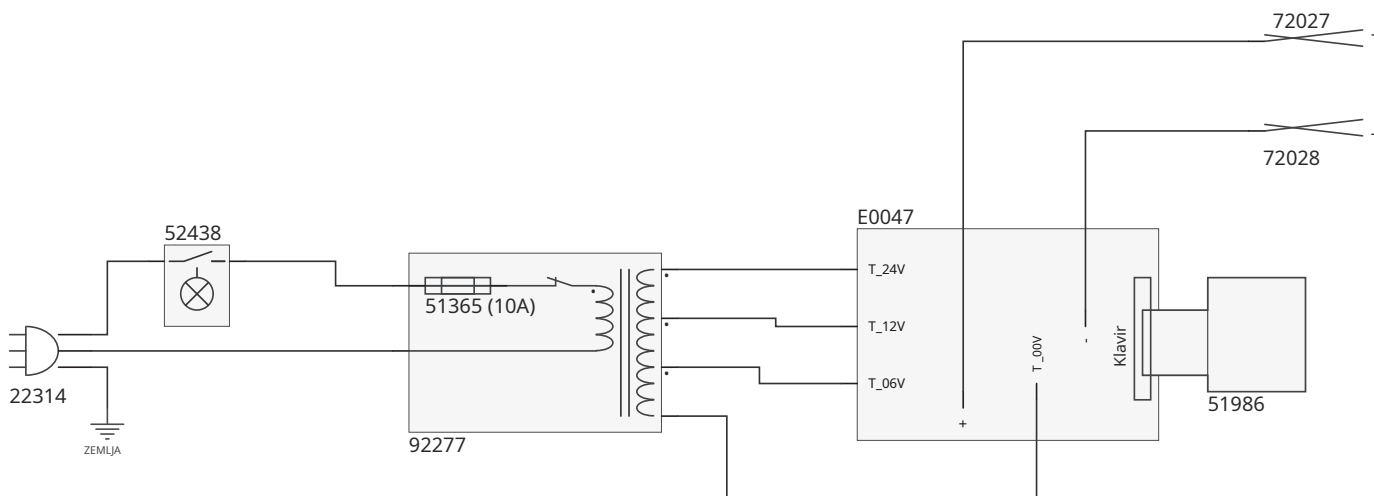 72027
72028
E0047
52438
T_24V
51365 (10A)
T_12V
Klavir
T_00V
-
22314
T_06V
51986
+
ZEMLJA
92277